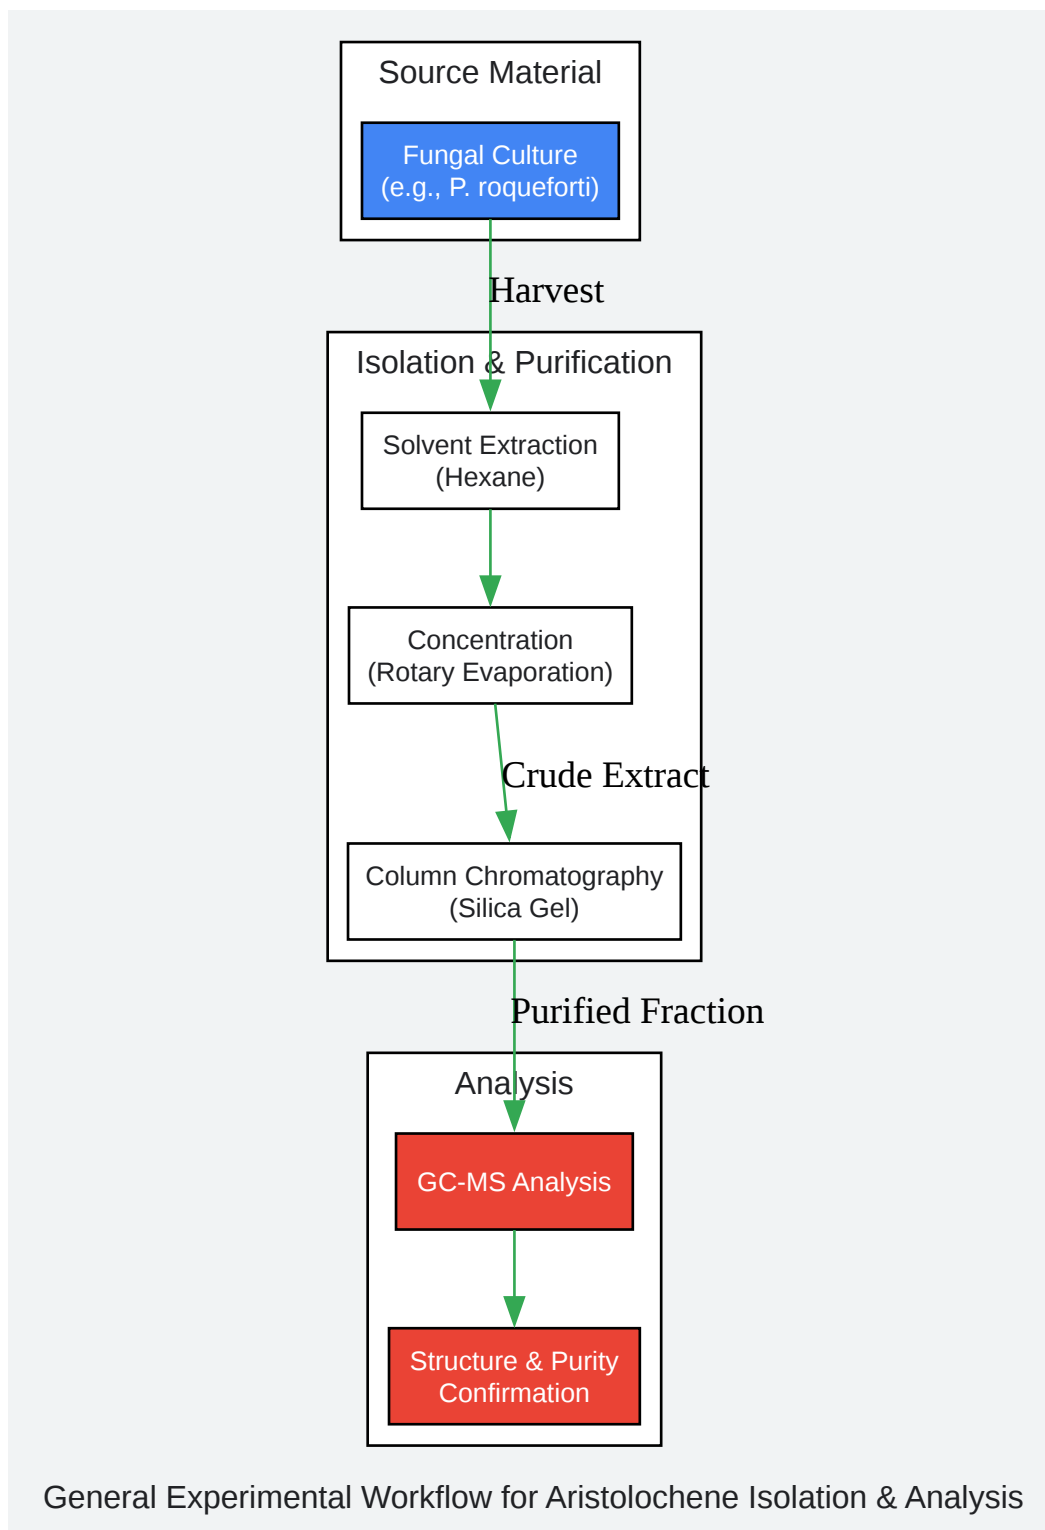 Source Material
Fungal Culture
(e.g., P. roqueforti)
Harvest
Isolation & Purification
Solvent Extraction
(Hexane)
Concentration
(Rotary Evaporation)
Crude Extract
Column Chromatography
(Silica Gel)
Purified Fraction
Analysis
GC-MS Analysis
Structure & Purity
Confirmation
General Experimental Workflow for Aristolochene Isolation & Analysis